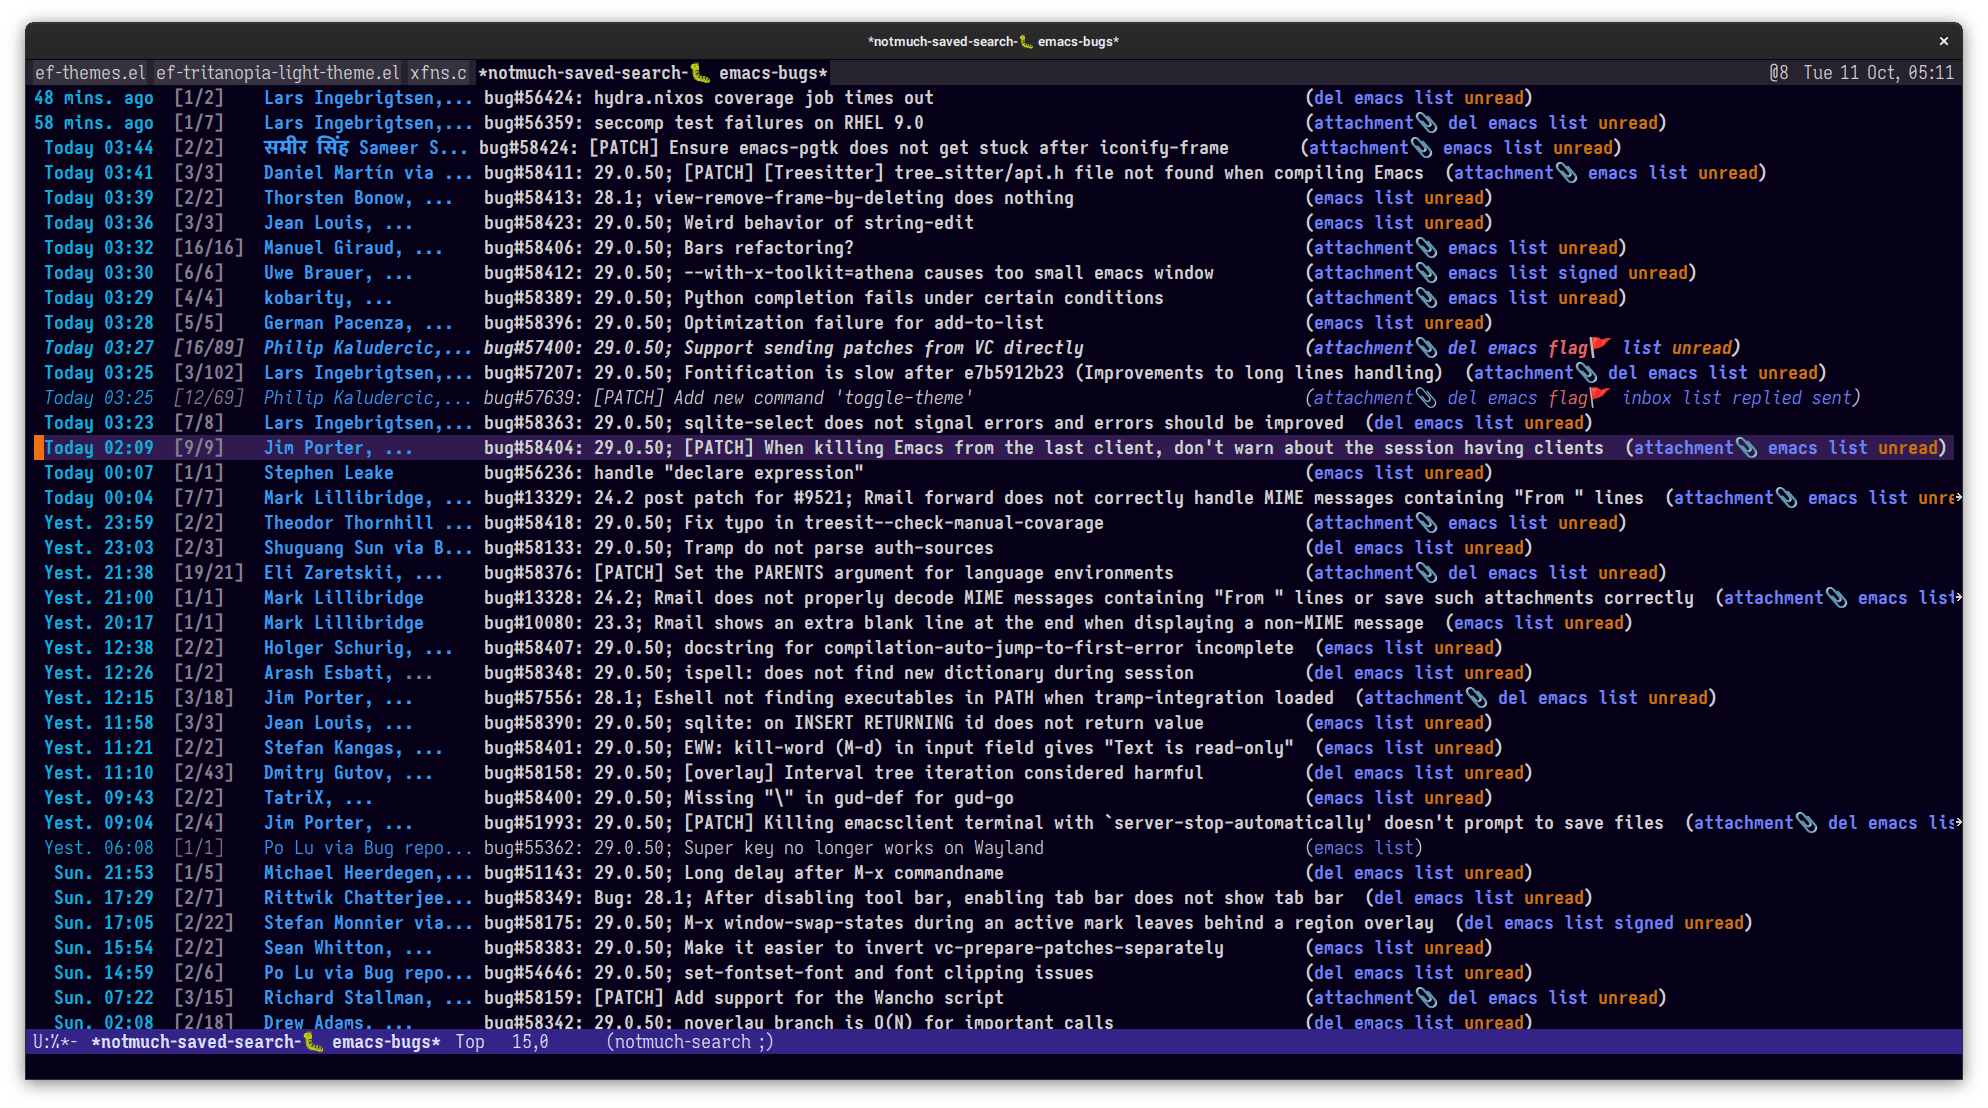 *notmuch-saved-search-🐛 emacs-bugs*
ef-themes.el ef-tritanopia-light-theme.el xfns.c *notmuch-saved-search-🐛 emacs-bugs* @8 Tue 11 Oct, 05:11
48 mins. ago [1/2] Lars Ingebrigtsen,... bug#56424: hydra.nixos coverage job times out (del emacs list unread)
58 mins. ago [1/7] Lars Ingebrigtsen,... bug#56359: seccomp test failures on RHEL 9.0 (attachment📎 del emacs list unread)
Today 03:44 [2/2] समीर सिंह Sameer S... bug#58424: [PATCH] Ensure emacs-pgtk does not get stuck after iconify-frame (attachment📎 emacs list unread)
Today 03:41 [3/3] Daniel Martín via ... bug#58411: 29.0.50; [PATCH] [Treesitter] tree_sitter/api.h file not found when compiling Emacs (attachment📎 emacs list unread)
Today 03:39 [2/2] Thorsten Bonow, ... bug#58413: 28.1; view-remove-frame-by-deleting does nothing (emacs list unread)
Today 03:36 [3/3] Jean Louis, ... bug#58423: 29.0.50; Weird behavior of string-edit (emacs list unread)
Today 03:32 [16/16] Manuel Giraud, ... bug#58406: 29.0.50; Bars refactoring? (attachment📎 emacs list unread)
Today 03:30 [6/6] Uwe Brauer, ... bug#58412: 29.0.50; --with-x-toolkit=athena causes too small emacs window (attachment📎 emacs list signed unread)
Today 03:29 [4/4] kobarity, ... bug#58389: 29.0.50; Python completion fails under certain conditions (attachment📎 emacs list unread)
Today 03:28 [5/5] German Pacenza, ... bug#58396: 29.0.50; Optimization failure for add-to-list (emacs list unread)
Today 03:27 [16/89] Philip Kaludercic,... bug#57400: 29.0.50; Support sending patches from VC directly (attachment📎 del emacs flag🚩 list unread)
Today 03:25 [3/102] Lars Ingebrigtsen,... bug#57207: 29.0.50; Fontification is slow after e7b5912b23 (Improvements to long lines handling) (attachment📎 del emacs list unread)
Today 03:25 [12/69] Philip Kaludercic,... bug#57639: [PATCH] Add new command 'toggle-theme' (attachment📎 del emacs flag🚩 inbox list replied sent)
Today 03:23 [7/8] Lars Ingebrigtsen,... bug#58363: 29.0.50; sqlite-select does not signal errors and errors should be improved (del emacs list unread)
Today 02:09 [9/9] Jim Porter, ... bug#58404: 29.0.50; [PATCH] When killing Emacs from the last client, don't warn about the session having clients (attachment📎 emacs list unread)
Today 00:07 [1/1] Stephen Leake bug#56236: handle "declare expression" (emacs list unread)
Today 00:04 [7/7] Mark Lillibridge, ... bug#13329: 24.2 post patch for #9521; Rmail forward does not correctly handle MIME messages containing "From " lines (attachment📎 emacs list unre
Yest. 23:59 [2/2] Theodor Thornhill ... bug#58418: 29.0.50; Fix typo in treesit--check-manual-covarage (attachment📎 emacs list unread)
Yest. 23:03 [2/3] Shuguang Sun via B... bug#58133: 29.0.50; Tramp do not parse auth-sources (del emacs list unread)
Yest. 21:38 [19/21] Eli Zaretskii, ... bug#58376: [PATCH] Set the PARENTS argument for language environments (attachment📎 del emacs list unread)
Yest. 21:00 [1/1] Mark Lillibridge bug#13328: 24.2; Rmail does not properly decode MIME messages containing "From " lines or save such attachments correctly (attachment📎 emacs list
Yest. 20:17 [1/1] Mark Lillibridge bug#10080: 23.3; Rmail shows an extra blank line at the end when displaying a non-MIME message (emacs list unread)
Yest. 12:38 [2/2] Holger Schurig, ... bug#58407: 29.0.50; docstring for compilation-auto-jump-to-first-error incomplete (emacs list unread)
Yest. 12:26 [1/2] Arash Esbati, ... bug#58348: 29.0.50; ispell: does not find new dictionary during session (del emacs list unread)
Yest. 12:15 [3/18] Jim Porter, ... bug#57556: 28.1; Eshell not finding executables in PATH when tramp-integration loaded (attachment📎 del emacs list unread)
Yest. 11:58 [3/3] Jean Louis, ... bug#58390: 29.0.50; sqlite: on INSERT RETURNING id does not return value (emacs list unread)
Yest. 11:21 [2/2] Stefan Kangas, ... bug#58401: 29.0.50; EWW: kill-word (M-d) in input field gives "Text is read-only" (emacs list unread)
Yest. 11:10 [2/43] Dmitry Gutov, ... bug#58158: 29.0.50; [overlay] Interval tree iteration considered harmful (del emacs list unread)
Yest. 09:43 [2/2] TatriX, ... bug#58400: 29.0.50; Missing "\" in gud-def for gud-go (emacs list unread)
Yest. 09:04 [2/4] Jim Porter, ... bug#51993: 29.0.50; [PATCH] Killing emacsclient terminal with `server-stop-automatically' doesn't prompt to save files (attachment📎 del emacs lis
Yest. 06:08 [1/1] Po Lu via Bug repo... bug#55362: 29.0.50; Super key no longer works on Wayland (emacs list)
Sun. 21:53 [1/5] Michael Heerdegen,... bug#51143: 29.0.50; Long delay after M-x commandname (del emacs list unread)
Sun. 17:29 [2/7] Rittwik Chatterjee... bug#58349: Bug: 28.1; After disabling tool bar, enabling tab bar does not show tab bar (del emacs list unread)
Sun. 17:05 [2/22] Stefan Monnier via... bug#58175: 29.0.50; M-x window-swap-states during an active mark leaves behind a region overlay (del emacs list signed unread)
Sun. 15:54 [2/2] Sean Whitton, ... bug#58383: 29.0.50; Make it easier to invert vc-prepare-patches-separately (emacs list unread)
Sun. 14:59 [2/6] Po Lu via Bug repo... bug#54646: 29.0.50; set-fontset-font and font clipping issues (del emacs list unread)
Sun. 07:22 [3/15] Richard Stallman, ... bug#58159: [PATCH] Add support for the Wancho script (attachment📎 del emacs list unread)
Sun. 02:08 [2/18] Drew Adams, ... bug#58342: 29.0.50; noverlay branch is O(N) for important calls (del emacs list unread)
U:%*- *notmuch-saved-search-🐛 emacs-bugs* Top 15,0 (notmuch-search ;)